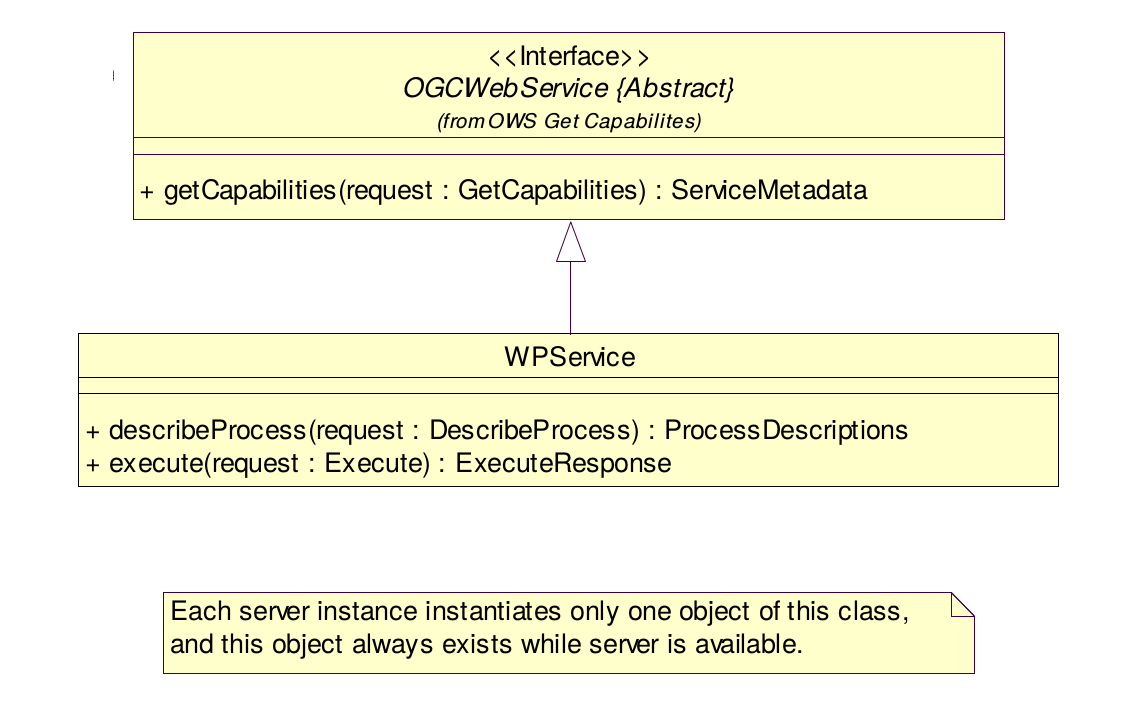 <<Interface>>
OGCWebService {Abstract}
(from OWS Get Capabilites)
+ getCapabilities(request : GetCapabilities) : ServiceMetadata
WPService
+ describeProcess(request : DescribeProcess) : ProcessDescriptions
+ execute(request : Execute) : ExecuteResponse
Each server instance instantiates only one object of this class,
and this object always exists while server is available.